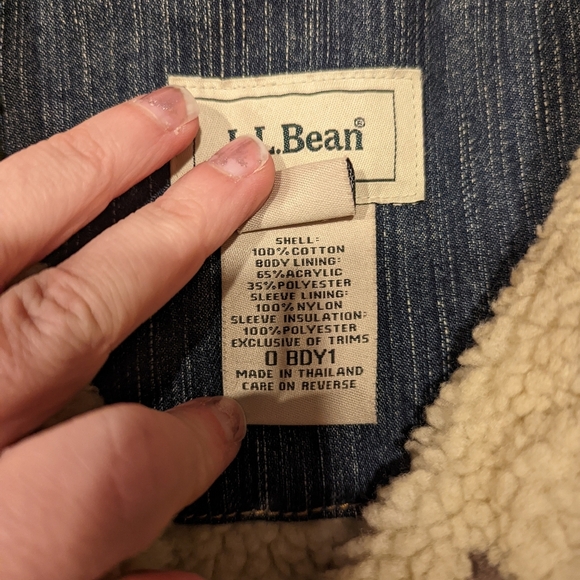 L.L.Bean®
SHELL:
100% COTTON
BODY LINING:
65% ACRYLIC
35% POLYESTER
SLEEVE LINING:
100% NYLON
SLEEVE INSULATION:
100% POLYESTER
EXCLUSIVE OF TRIMS
0 BDY1
MADE IN THAILAND
CARE ON REVERSE